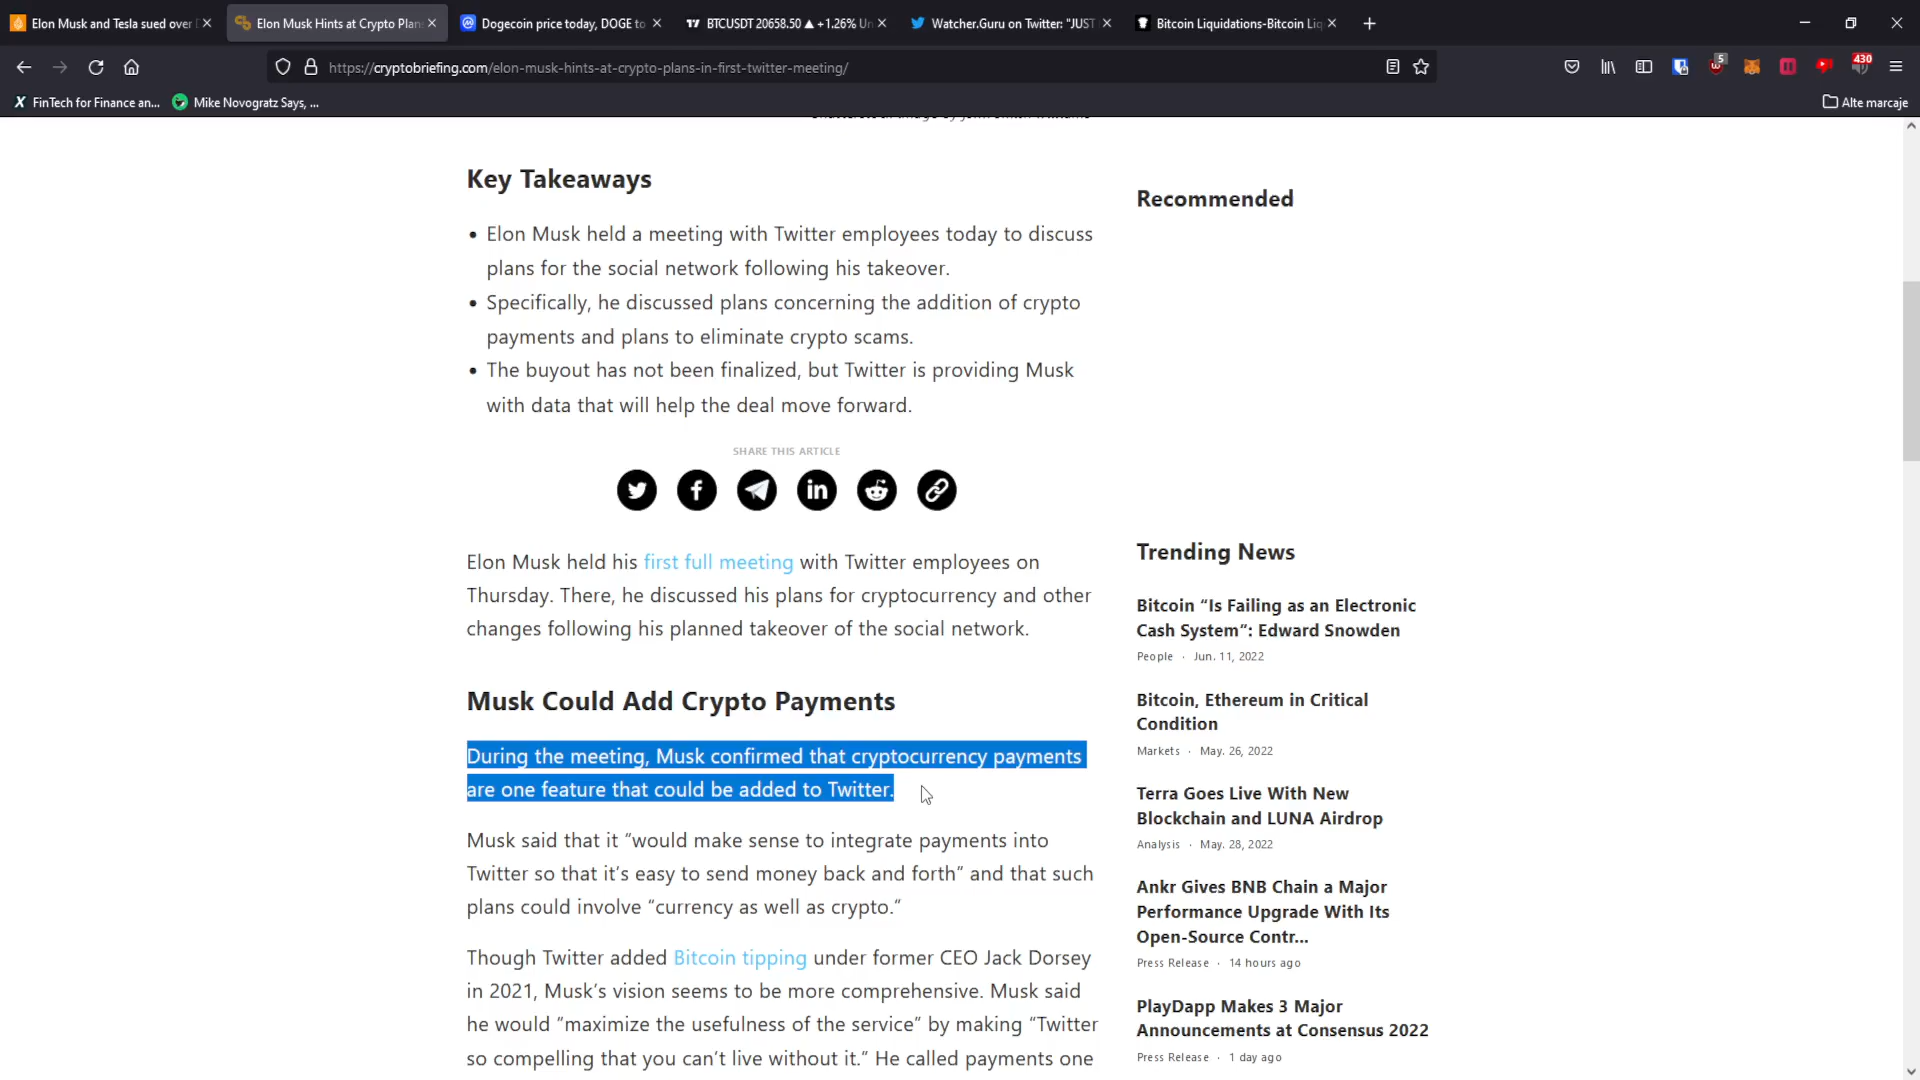 Elon Musk and Tesla sued over
Elon Musk Hints at Crypto Plans
Dogecoin price today, DOGE to
BTCUSDT 20658.50 ▲ +1.26% Un
Watcher.Guru on Twitter: "JUST
Bitcoin Liquidations-Bitcoin Liq
https://cryptobriefing.com/elon-musk-hints-at-crypto-plans-in-first-twitter-meeting/
5
430
FinTech for Finance an...
Mike Novogratz Says, ...
Alte marcaje
Key Takeaways
• Elon Musk held a meeting with Twitter employees today to discuss
plans for the social network following his takeover.
• Specifically, he discussed plans concerning the addition of crypto
payments and plans to eliminate crypto scams.
• The buyout has not been finalized, but Twitter is providing Musk
with data that will help the deal move forward.
SHARE THIS ARTICLE
Elon Musk held his first full meeting with Twitter employees on
Thursday. There, he discussed his plans for cryptocurrency and other
changes following his planned takeover of the social network.
Musk Could Add Crypto Payments
During the meeting, Musk confirmed that cryptocurrency payments
are one feature that could be added to Twitter.
Musk said that it “would make sense to integrate payments into
Twitter so that it’s easy to send money back and forth” and that such
plans could involve “currency as well as crypto.“
Though Twitter added Bitcoin tipping under former CEO Jack Dorsey
in 2021, Musk’s vision seems to be more comprehensive. Musk said
he would “maximize the usefulness of the service” by making “Twitter
so compelling that you can’t live without it.” He called payments one
Recommended
Trending News
Bitcoin “Is Failing as an Electronic
Cash System”: Edward Snowden
People · Jun. 11, 2022
Bitcoin, Ethereum in Critical
Condition
Markets · May. 26, 2022
Terra Goes Live With New
Blockchain and LUNA Airdrop
Analysis · May. 28, 2022
Ankr Gives BNB Chain a Major
Performance Upgrade With Its
Open-Source Contr...
Press Release · 14 hours ago
PlayDapp Makes 3 Major
Announcements at Consensus 2022
Press Release · 1 day ago